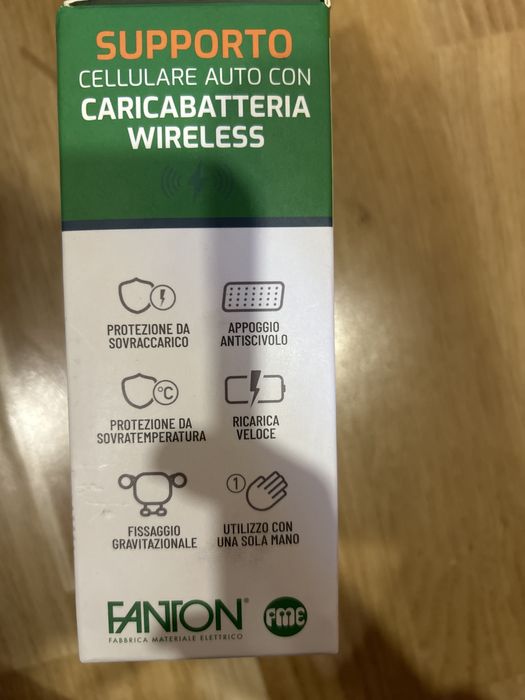 SUPPORTO
CELLULARE AUTO CON
CARICABATTERIA
WIRELESS
PROTEZIONE DA
SOVRACCARICO
APPOGGIO
ANTISCIVOLO
°C
PROTEZIONE DA
SOVRATEMPERATURA
RICARICA
VELOCE
FISSAGGIO
GRAVITAZIONALE
1
UTILIZZO CON
UNA SOLA MANO
FANTON®
FABBRICA MATERIALE ELETTRICO
FME